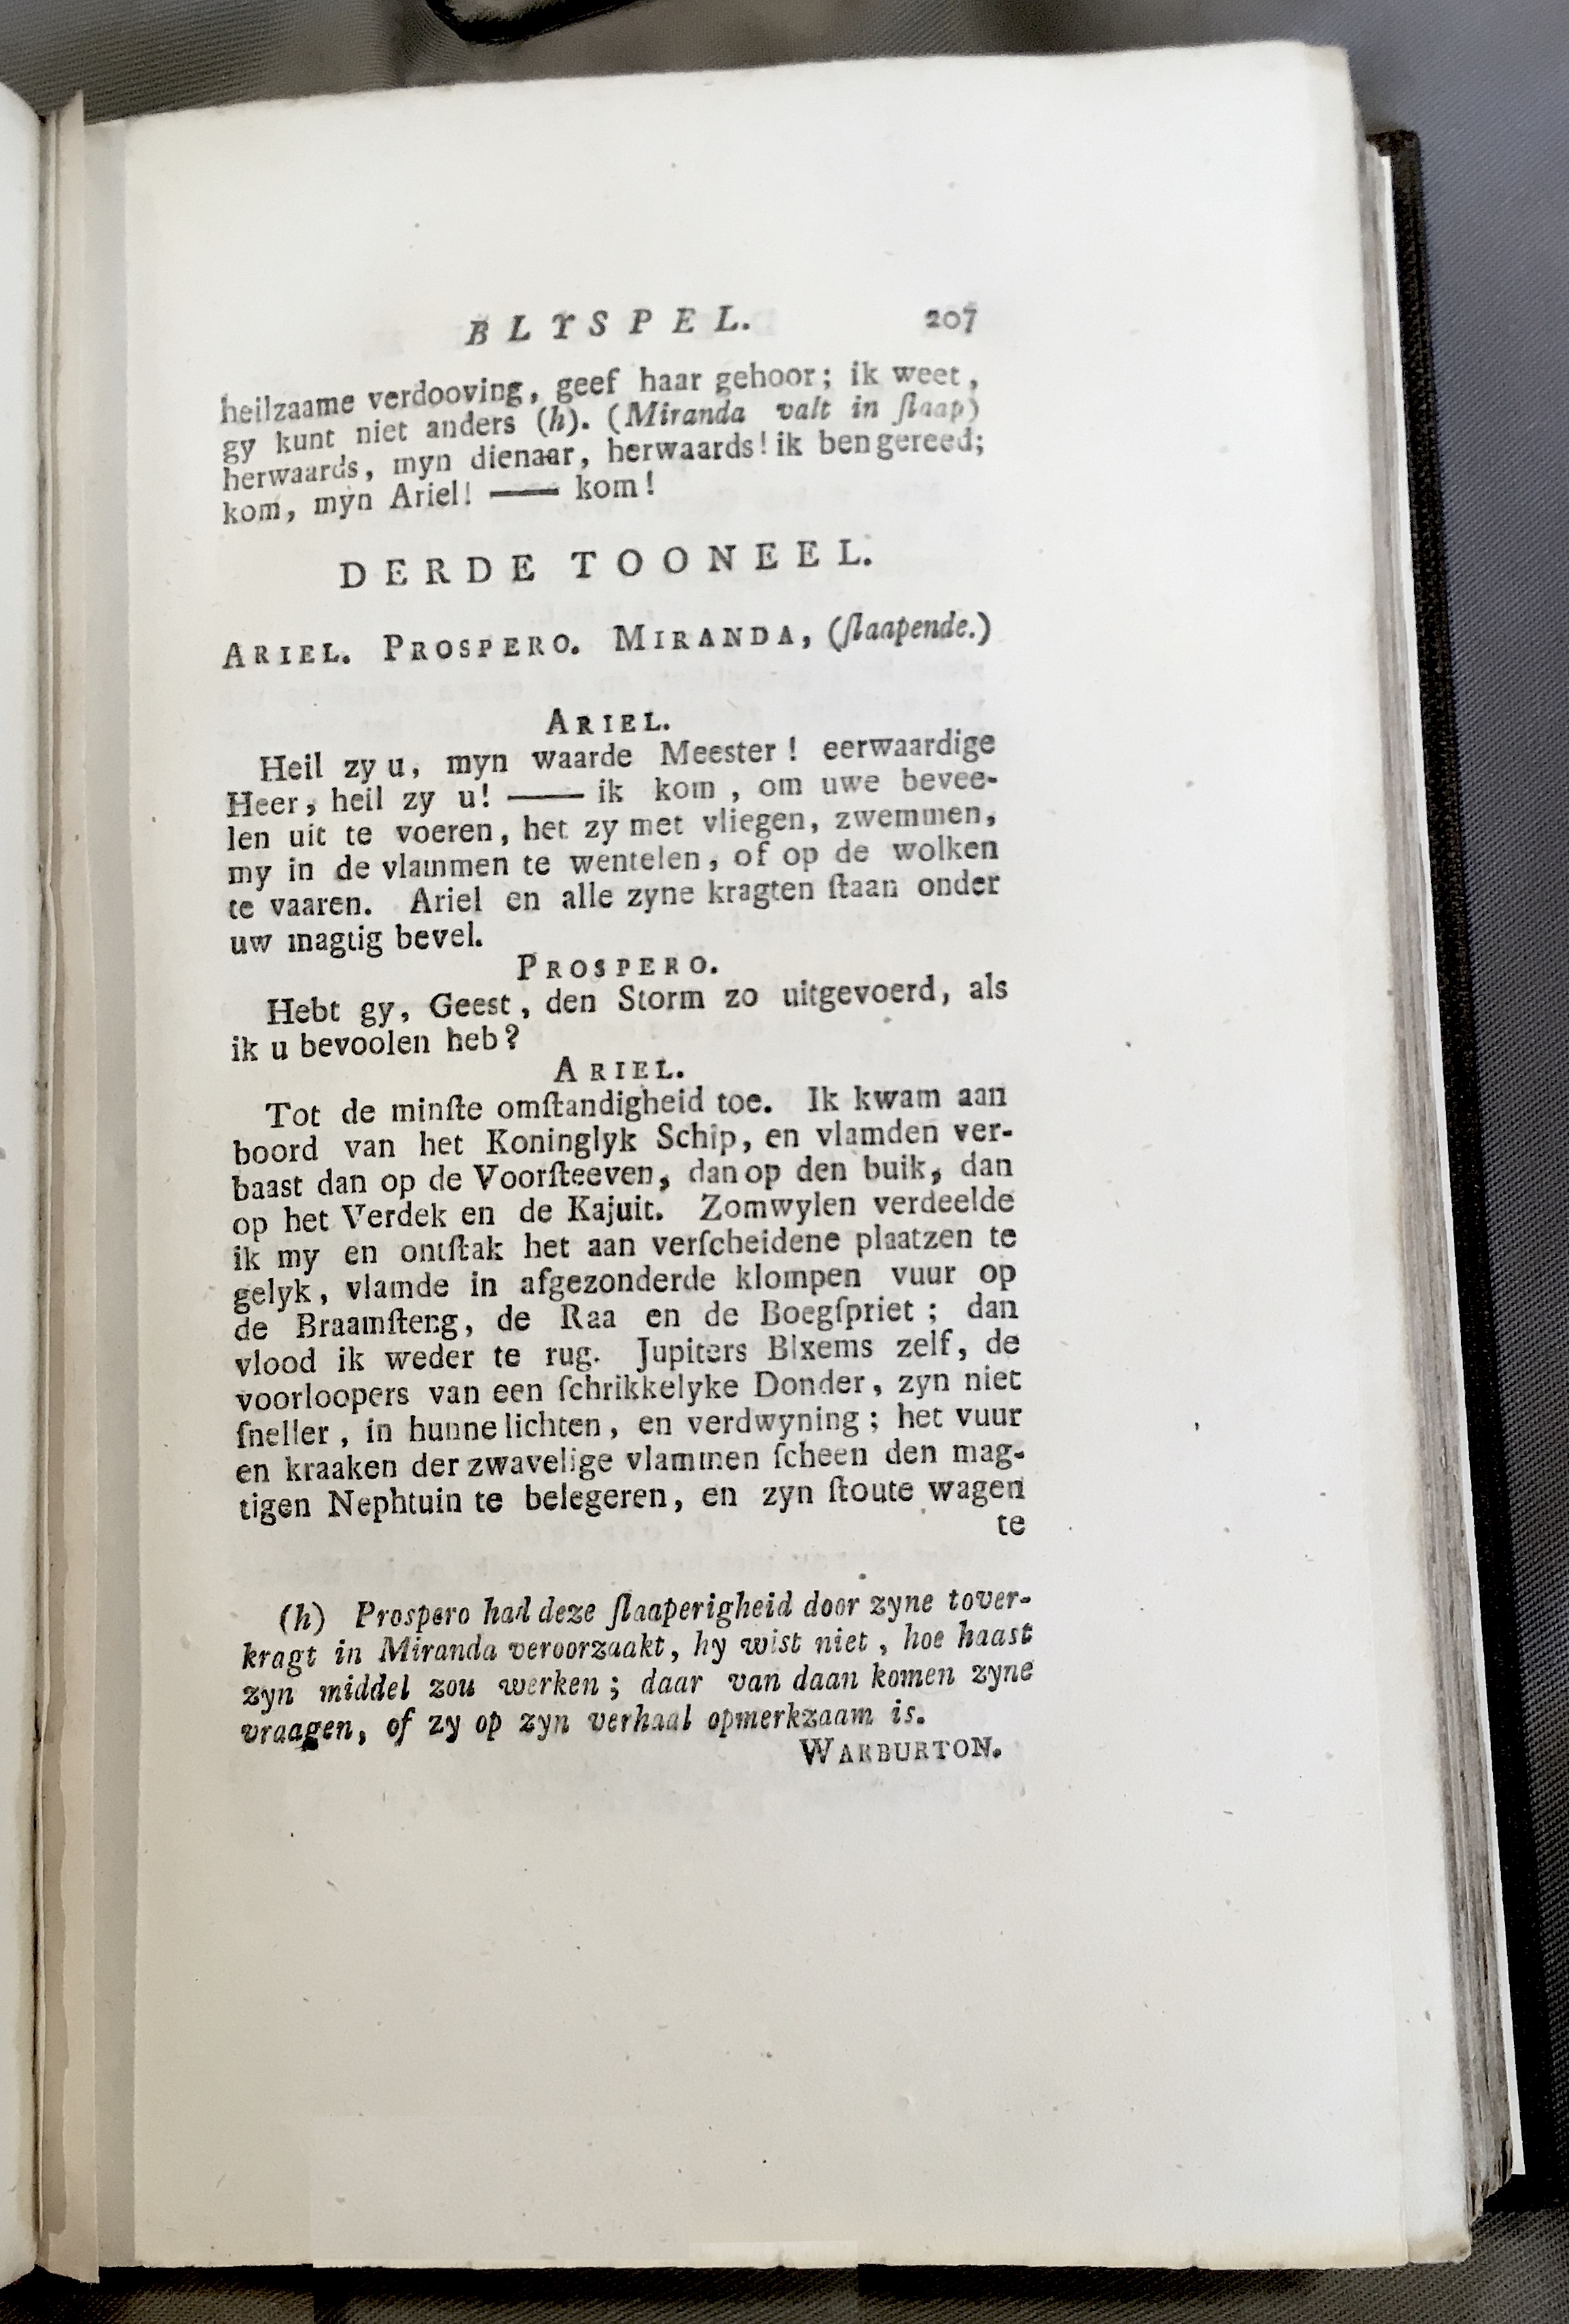 BLYSPEL. 207
heilzaame verdooving, geef haar gehoor; ik weet,
gy kunt niet anders (h). (Miranda valt in ſlaap)
herwaards, myn dienaar, herwaards! ik ben gereed;
kom, myn Ariel! —— kom!
DERDE TOONEEL.
ARIEL. PROSPERO. MIRANDA, (ſlaapende.)
ARIEL.
Heil zy u, myn waarde Meester! eerwaardige
Heer, heil zy u! —— ik kom, om uwe bevee-
len uit te voeren, het zy met vliegen, zwemmen,
my in de vlammen te wentelen, of op de wolken
te vaaren. Ariel en alle zyne kragten ſtaan onder
uw magtig bevel.
PROSPERO.
Hebt gy, Geest, den Storm zo uitgevoerd, als
ik u bevoolen heb?
ARIEL.
Tot de minſte omſtandigheid toe. Ik kwam aan
boord van het Koninglyk Schip, en vlamden ver-
baast dan op de Voorſteeven, dan op den buik, dan
op het Verdek en de Kajuit. Zomwylen verdeelde
ik my en ontſtak het aan verſcheidene plaatzen te
gelyk, vlamde in afgezonderde klompen vuur op
de Braamſteng, de Raa en de Boegſpriet; dan
vlood ik weder te rug. Jupiters Blxems zelf, de
voorloopers van een ſchrikkelyke Donder, zyn niet
ſneller, in hunne lichten, en verdwyning; het vuur
en kraaken der zwavelige vlammen ſcheen den mag-
tigen Nephtuin te belegeren, en zyn ſtoute wagen
te
(h) Prospero had deze ſlaaperigheid door zyne tover-
kragt in Miranda veroorzaakt, hy wist niet, hoe haast
zyn middel zou werken; daar van daan komen zyne
vraagen, of zy op zyn verhaal opmerkzaam is.
WARBURTON.